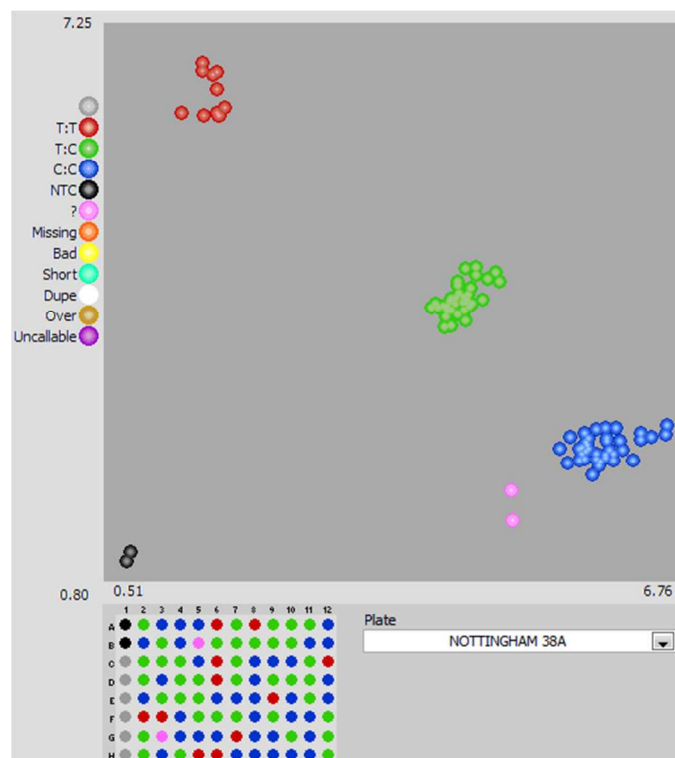 7.25
T:T
T:C
C:C
NTC
?
Missing
Bad
Short
Dupe
Over
Uncallable
0.80
0.51 6.76
1 2 3 4 5 6 7 8 9 10 11 12
A
B
C
D
E
F
G
H
Plate
NOTTINGHAM 38A